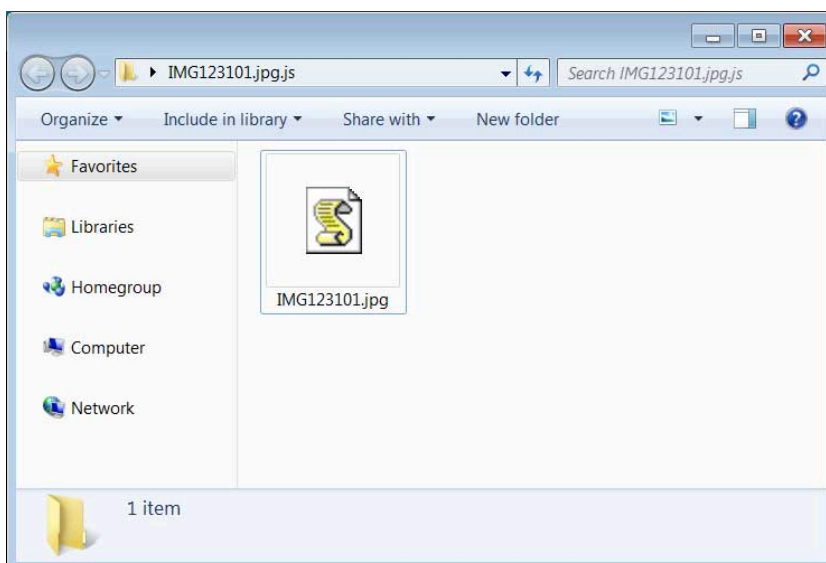 IMG123101.jpg.js
Search IMG123101.jpg.js
Organize Include in library Share with New folder
Favorites
Libraries
Homegroup
Computer
Network
IMG123101.jpg
1 item